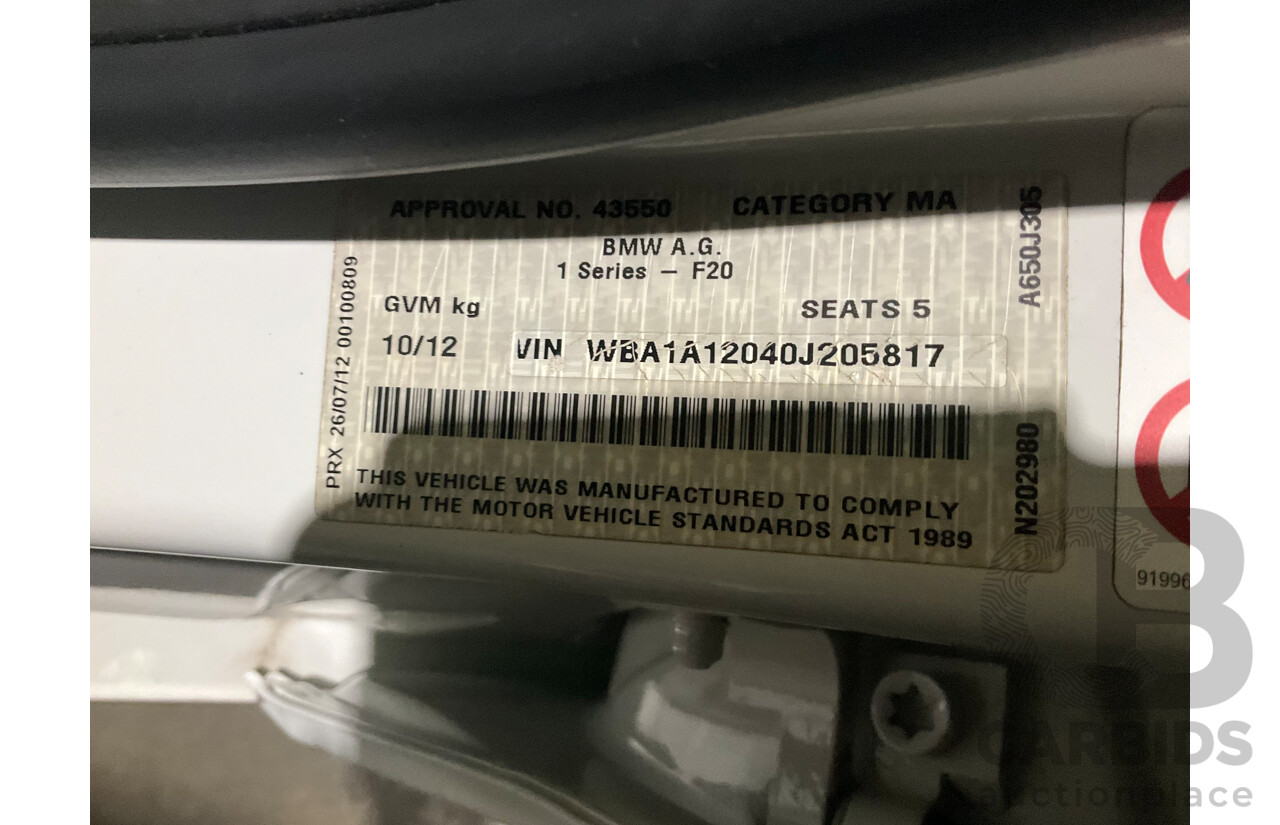 APPROVAL NO. 43550 CATEGORY MA
BMW A.G.
1 Series – F20
GVM kg SEATS 5
10/12 VIN WBA1A12040J205817
THIS VEHICLE WAS MANUFACTURED TO COMPLY
WITH THE MOTOR VEHICLE STANDARDS ACT 1989
PRX 26/07/12 00100809
A650J305
N202980
91996
CB
CARBIDS
auctionplace